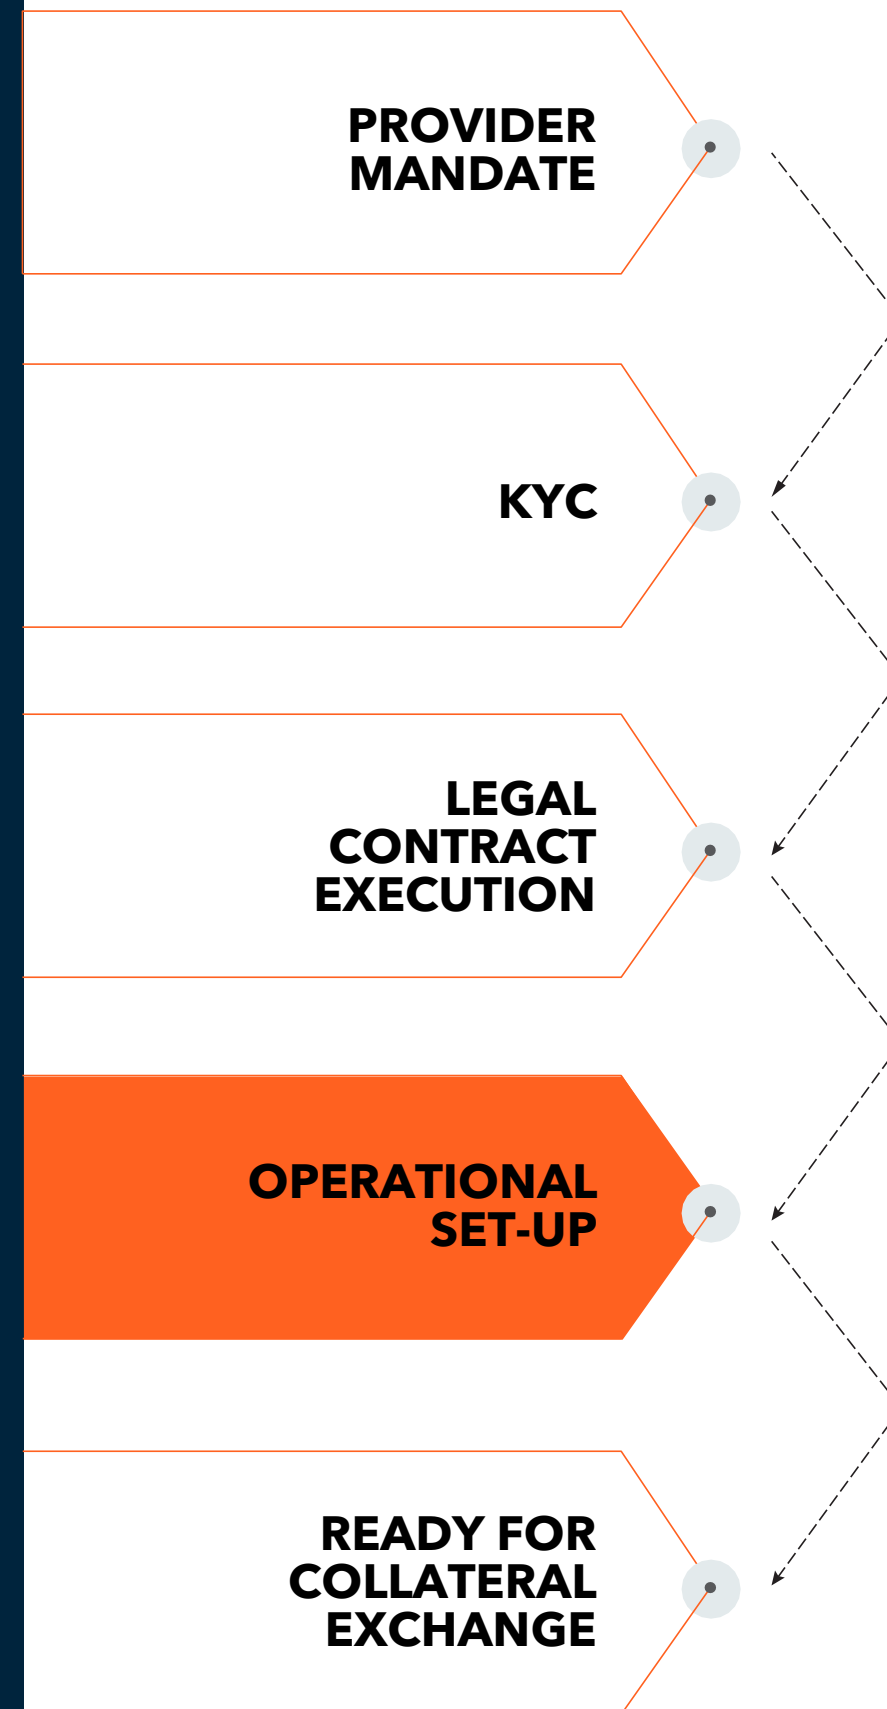 PROVIDER
MANDATE
KYC
LEGAL
CONTRACT
EXECUTION
OPERATIONAL
SET-UP
READY FOR
COLLATERAL
EXCHANGE